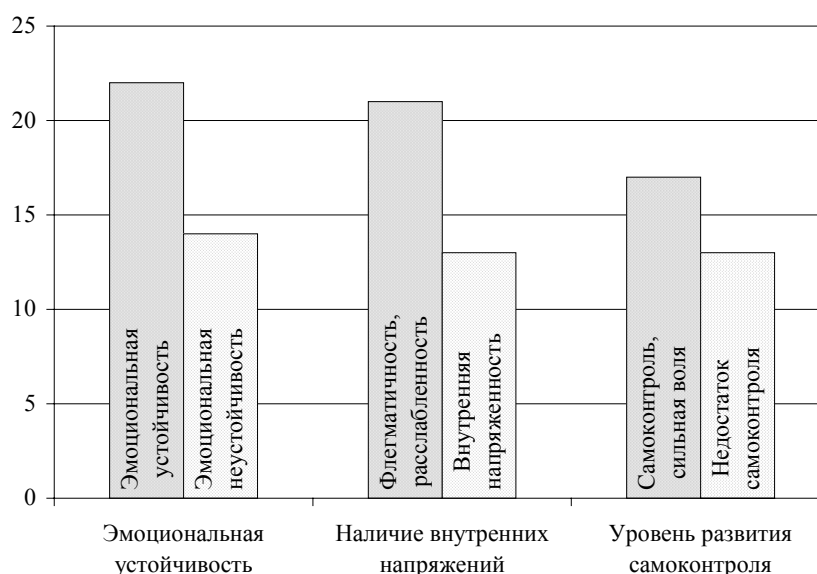 25
20
15
10
5
0
Эмоциональная
устойчивость
Эмоциональная
неустойчивость
Флегматичность,
расслабленность
Внутренняя
напряженность
Самоконтроль,
сильная воля
Недостаток
самоконтроля
Эмоциональная
устойчивость
Наличие внутренних
напряжений
Уровень развития
самоконтроля